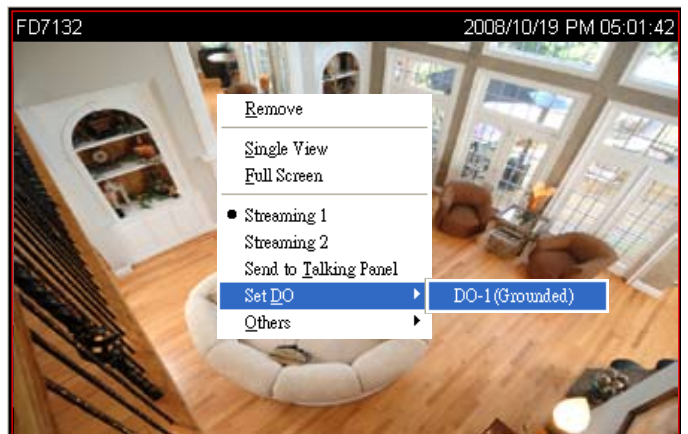 FD7132 2008/10/19 PM 05:01:42
Remove
Single View
Full Screen
Streaming 1
Streaming 2
Send to Talking Panel
Set DO DO-1(Grounded)
Others